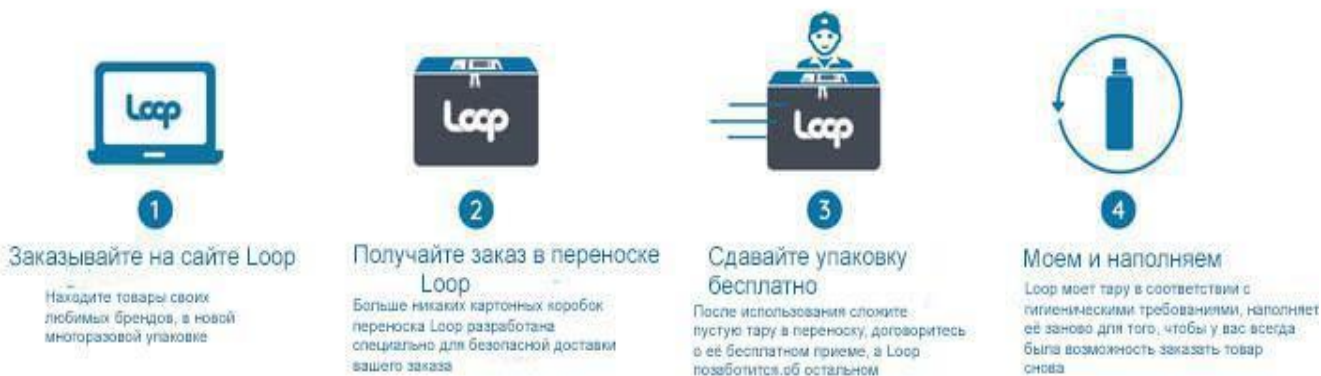 Loop
Loop
Loop
1
2
3
4
Заказывайте на сайте Loop
Находите товары своих
любимых брендов, в новой
многоразовой упаковке
Получайте заказ в переноске
Loop
Больше никаких картонных коробок
переноска Loop разработана
специально для безопасной доставки
вашего заказа
Сдавайте упаковку
бесплатно
После использования сложите
пустую тару в переноску, договоритесь
о её бесплатном приеме, а Loop
позаботится.об остальном
Моем и наполняем
Loop моет тару в соответствии с
гигиеническими требованиями, наполняет
её заново для того, чтобы у вас всегда
была возможность заказать товар
снова